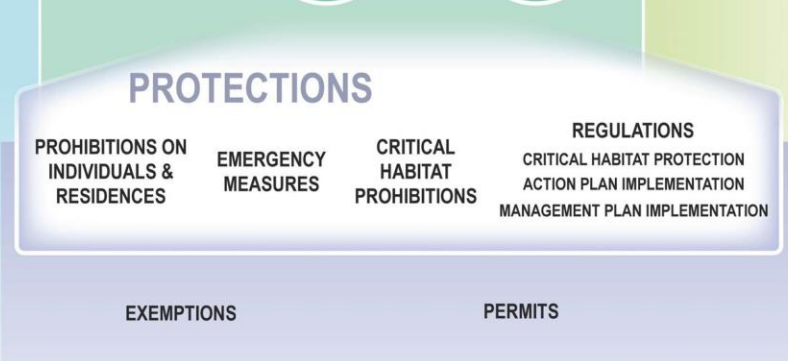 PROTECTIONS
PROHIBITIONS ON
INDIVIDUALS &
RESIDENCES
EMERGENCY
MEASURES
CRITICAL
HABITAT
PROHIBITIONS
REGULATIONS
CRITICAL HABITAT PROTECTION
ACTION PLAN IMPLEMENTATION
MANAGEMENT PLAN IMPLEMENTATION
EXEMPTIONS
PERMITS